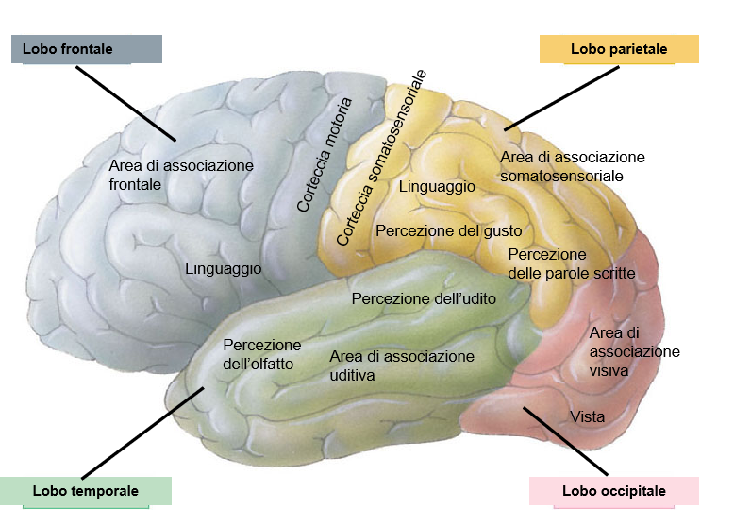 Lobo frontale
Lobo parietale
Corteccia motoria
Corteccia somatosensoriale
Area di associazione
frontale
Area di associazione
somatosensoriale
Linguaggio
Percezione del gusto
Linguaggio
Percezione
delle parole scritte
Percezione dell'udito
Percezione
dell'olfatto
Area di associazione
uditiva
Area di
associazione
visiva
Vista
Lobo temporale
Lobo occipitale